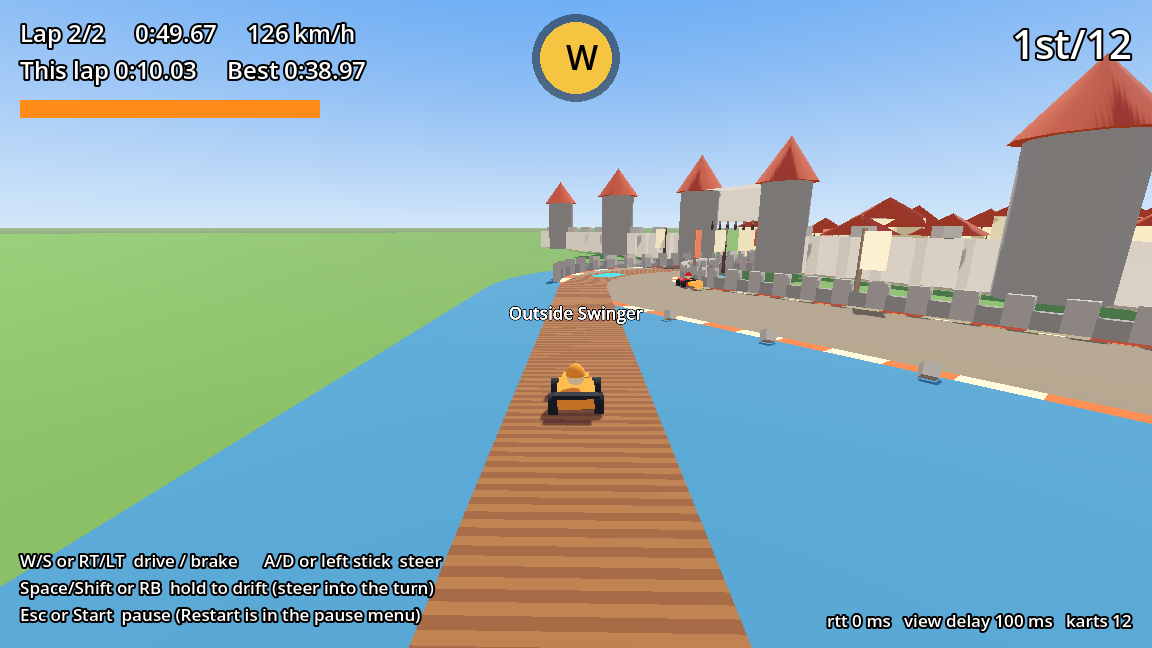 Lap 2/2 0:49.67 126 km/h
This lap 0:10.03 Best 0:38.97
W
1st/12
Outside Swinger
W/S or RT/LT drive / brake A/D or left stick steer
Space/Shift or RB hold to drift (steer into the turn)
Esc or Start pause (Restart is in the pause menu)
rtt 0 ms view delay 100 ms karts 12